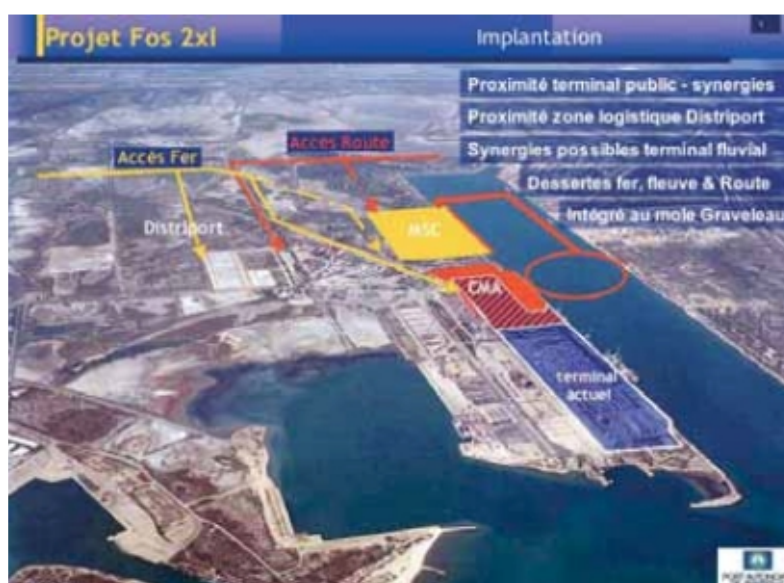 Projet Fos 2xl
Implantation
Proximité terminal public - synergies
Proximité zone logistique Distriport
Synergies possibles terminal fluvial
Dessertes fer, fleuve & Route
Intégré au mole Gravelea
Accès Route
Accès Fer
Distriport
MSC
CMA
terminal
actuel